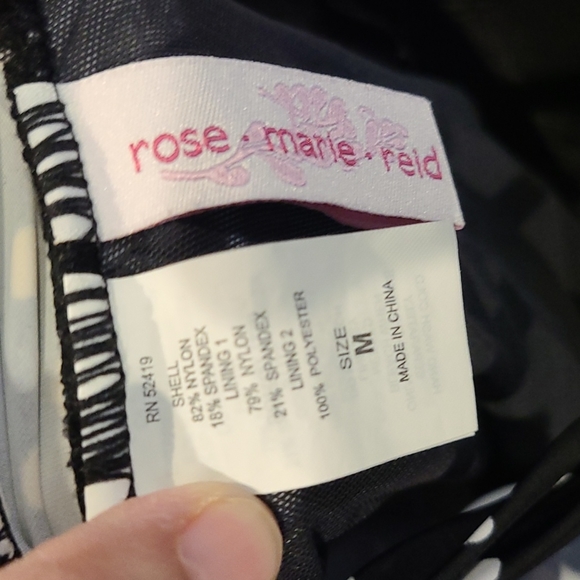 rose · marie · reid
RN 52419
SHELL
82% NYLON
18% SPANDEX
LINING 1
79% NYLON
21% SPANDEX
LINING 2
100% POLYESTER
SIZE
M
MADE IN CHINA